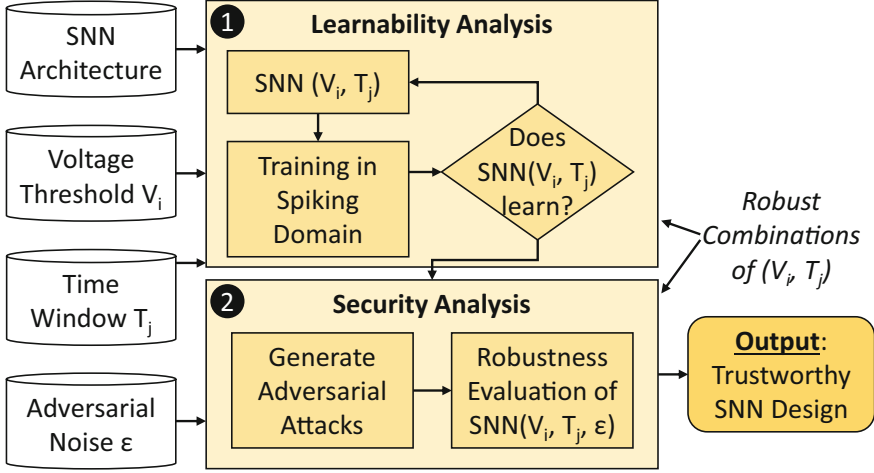 SNN
Architecture
Voltage
Threshold Vᵢ
Time
Window Tⱼ
Adversarial
Noise ε
1
Learnability Analysis
SNN (Vᵢ, Tⱼ)
Training in
Spiking
Domain
Does
SNN(Vᵢ, Tⱼ)
learn?
2
Security Analysis
Generate
Adversarial
Attacks
Robustness
Evaluation of
SNN(Vᵢ, Tⱼ, ε)
Robust
Combinations
of (Vᵢ, Tⱼ)
Output:
Trustworthy
SNN Design